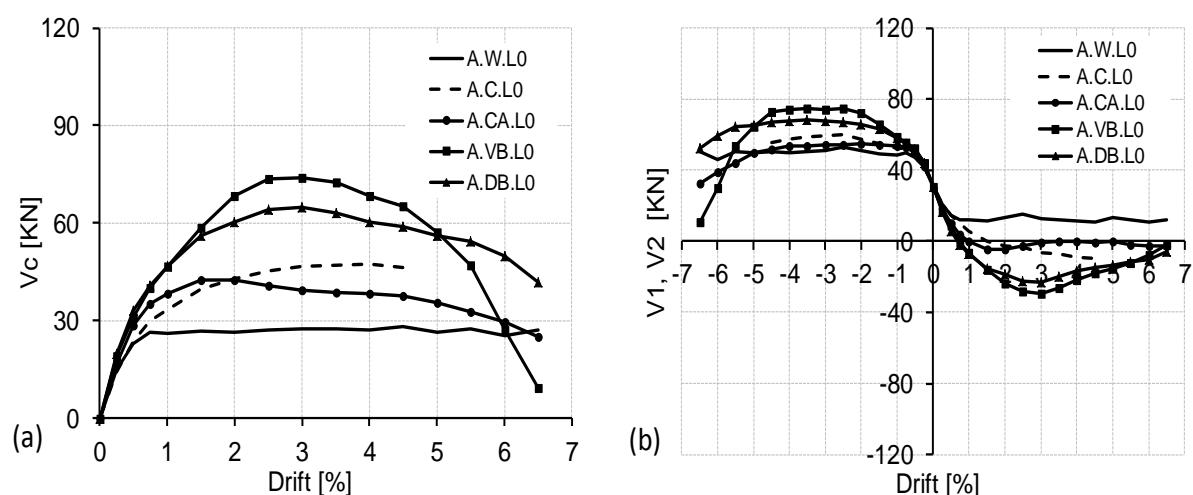 120
90
60
30
0
Vc [KN]
A.W.L0
A.C.L0
A.CA.L0
A.VB.L0
A.DB.L0
0 1 2 3 4 5 6 7
Drift [%]
(a)
120
80
40
0
-40
-80
-120
V1, V2 [KN]
A.W.L0
A.C.L0
A.CA.L0
A.VB.L0
A.DB.L0
-7 -6 -5 -4 -3 -2 -1 0 1 2 3 4 5 6 7
Drift [%]
(b)